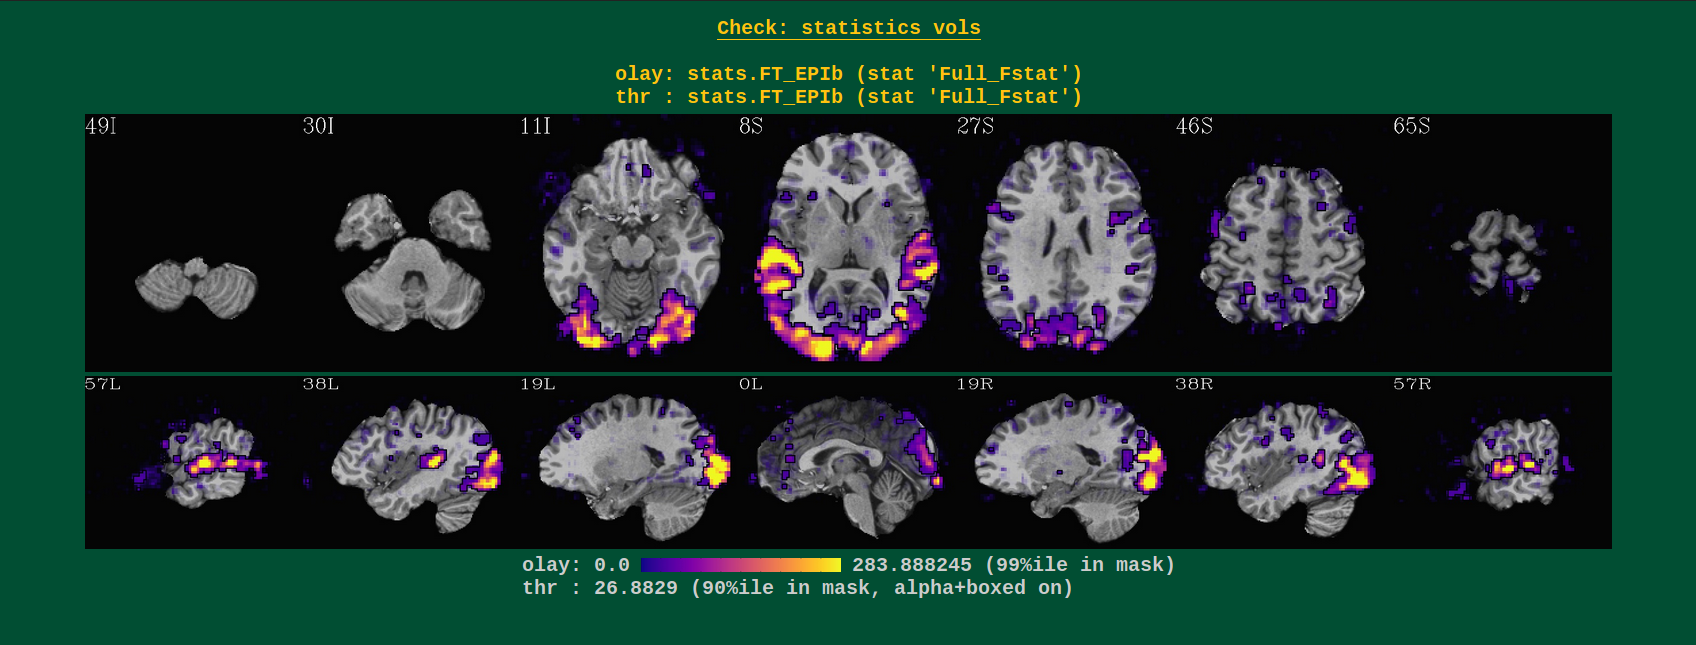 Check: statistics vols
olay: stats.FT_EPIb (stat 'Full_Fstat')
thr : stats.FT_EPIb (stat 'Full_Fstat')
49I 30I 11I 8S 27S 46S 65S
57L 38L 19L 0L 19R 38R 57R
olay: 0.0 283.888245 (99%ile in mask)
thr : 26.8829 (90%ile in mask, alpha+boxed on)